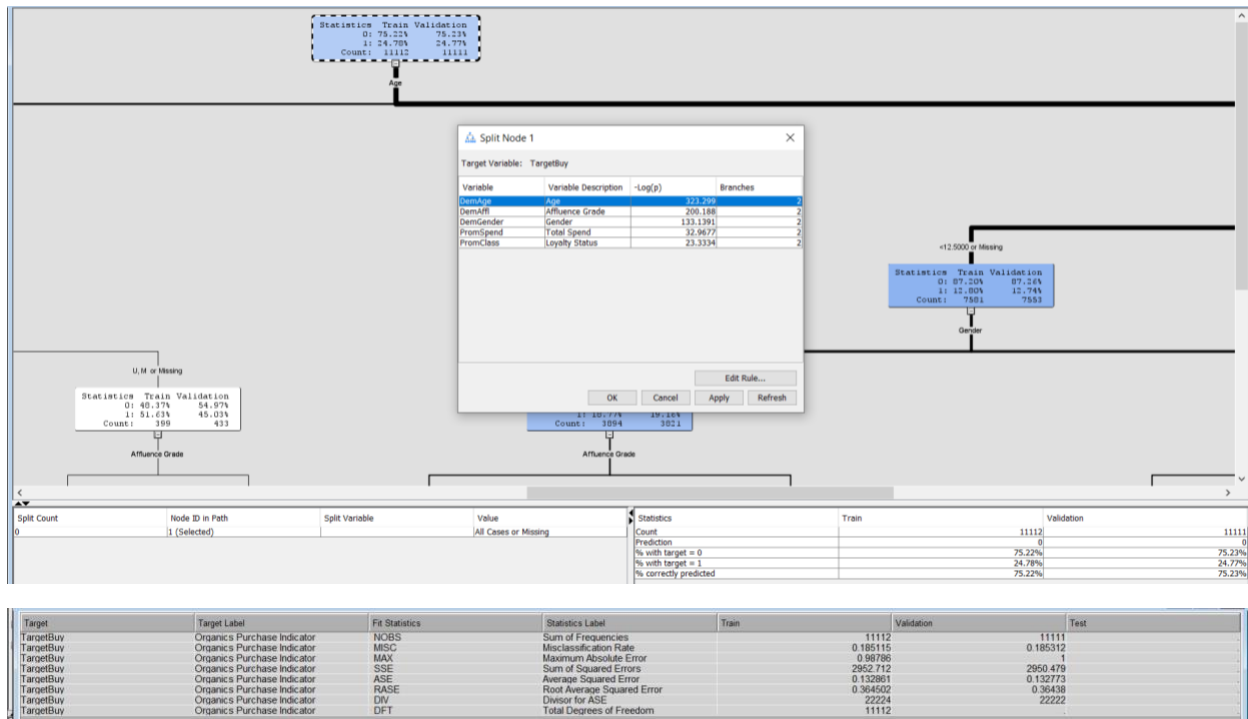 Statistics Train Validation
0: 75.22% 75.23%
1: 24.78% 24.77%
Count: 11112 11111
Age
Split Node 1
Target Variable: TargetBuy
Variable Variable Description -Log(p) Branches
DemAge Age 323.299 2
DemAffl Affluence Grade 200.188 2
DemGender Gender 133.1391 2
PromSpend Total Spend 32.9677 2
PromClass Loyalty Status 23.3334 2
Edit Rule...
OK Cancel Apply Refresh
<12.5000 or Missing
Statistics Train Validation
0: 87.20% 87.26%
1: 12.80% 12.74%
Count: 7581 7553
Gender
U, M or Missing
Statistics Train Validation
0: 48.37% 54.97%
1: 51.63% 45.03%
Count: 399 433
Affluence Grade
Count: 3894 3821
Affluence Grade
Split Count Node ID in Path Split Variable Value
0 1 (Selected) All Cases or Missing
Statistics Train Validation
Count 11112 11111
Prediction 0 0
% with target = 0 75.22% 75.23%
% with target = 1 24.78% 24.77%
% correctly predicted 75.22% 75.23%
Target Target Label Fit Statistics Statistics Label Train Validation Test
TargetBuy Organics Purchase Indicator NOBS Sum of Frequencies 11112 11111 .
TargetBuy Organics Purchase Indicator MISC Misclassification Rate 0.185115 0.185312 .
TargetBuy Organics Purchase Indicator MAX Maximum Absolute Error 0.98786 1 .
TargetBuy Organics Purchase Indicator SSE Sum of Squared Errors 2952.712 2950.479 .
TargetBuy Organics Purchase Indicator ASE Average Squared Error 0.132861 0.132773 .
TargetBuy Organics Purchase Indicator RASE Root Average Squared Error 0.364502 0.36438 .
TargetBuy Organics Purchase Indicator DIV Divisor for ASE 22224 22222 .
TargetBuy Organics Purchase Indicator DFT Total Degrees of Freedom 11112 . .